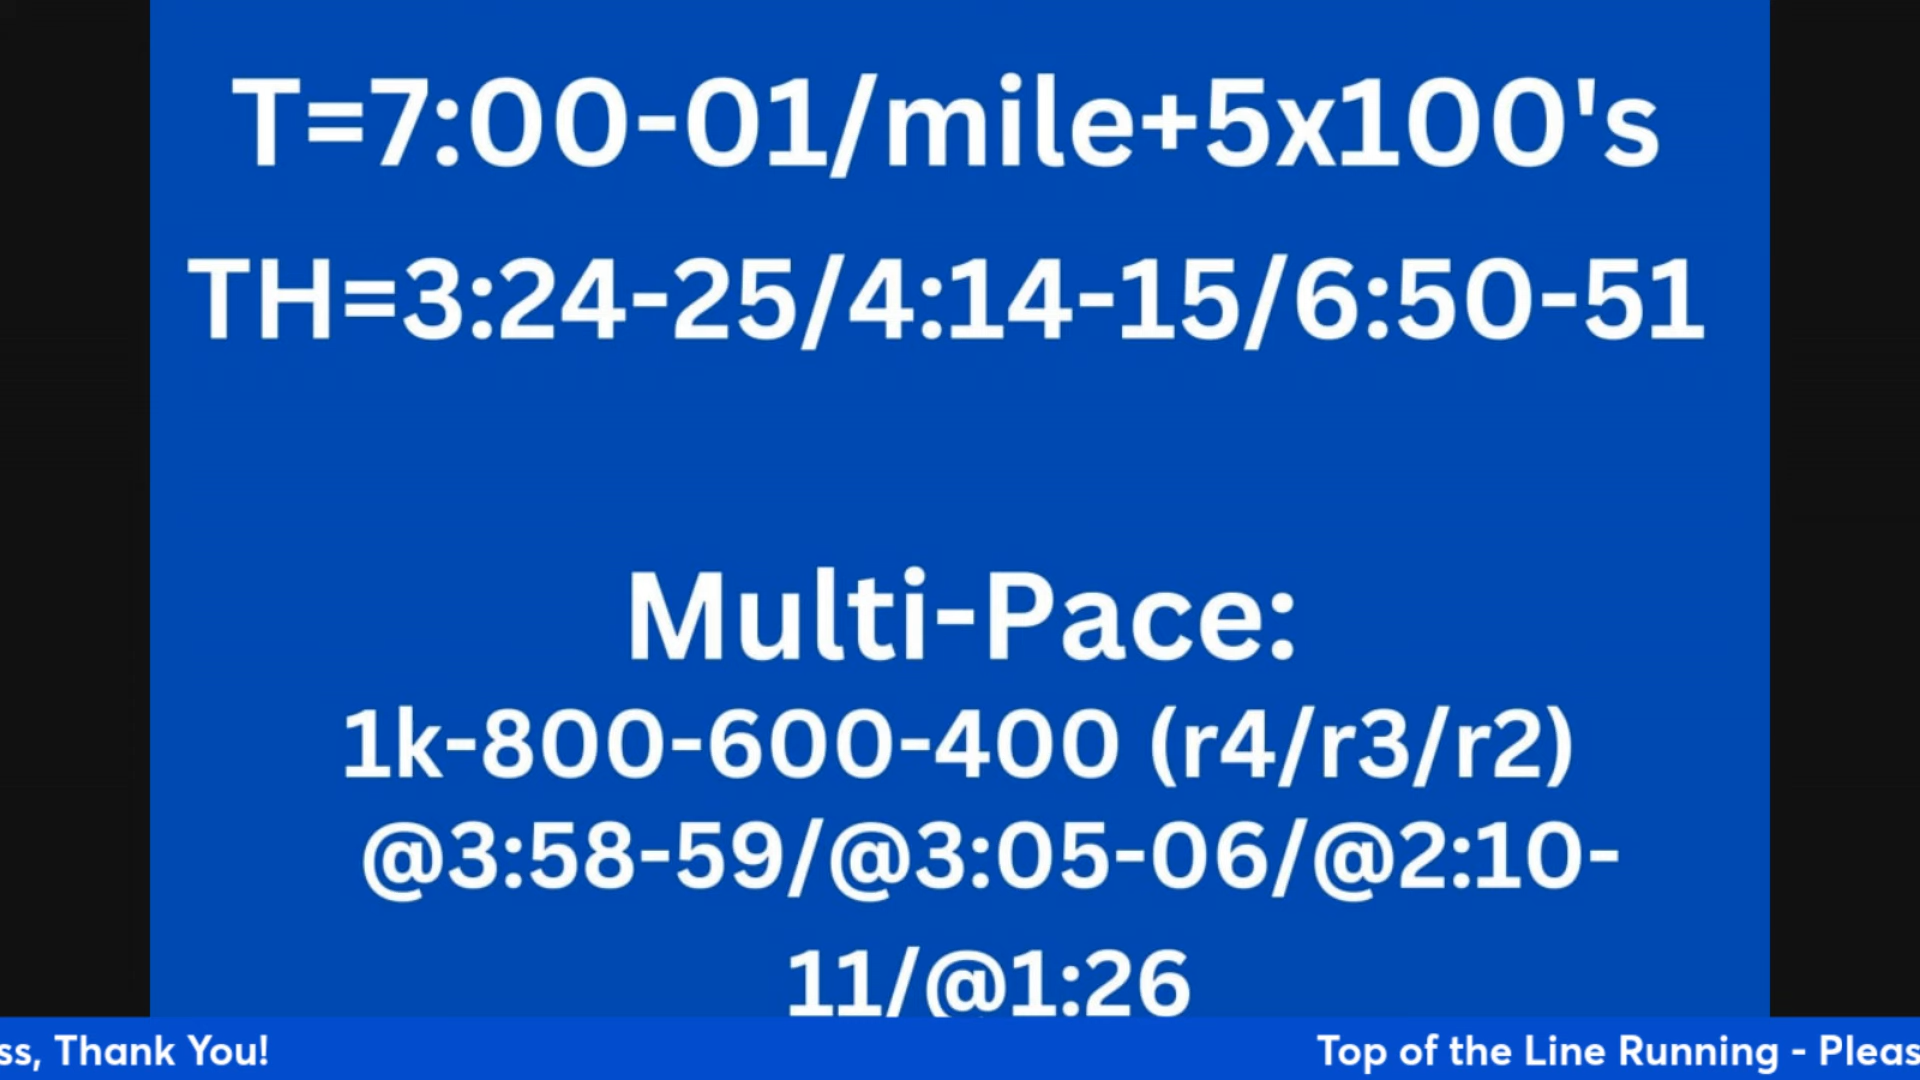 T=7:00-01/mile+5x100's
TH=3:24-25/4:14-15/6:50-51
Multi-Pace:
1k-800-600-400 (r4/r3/r2)
@3:58-59/@3:05-06/@2:10-
11/@1:26
ss, Thank You!
Top of the Line Running - Pleas